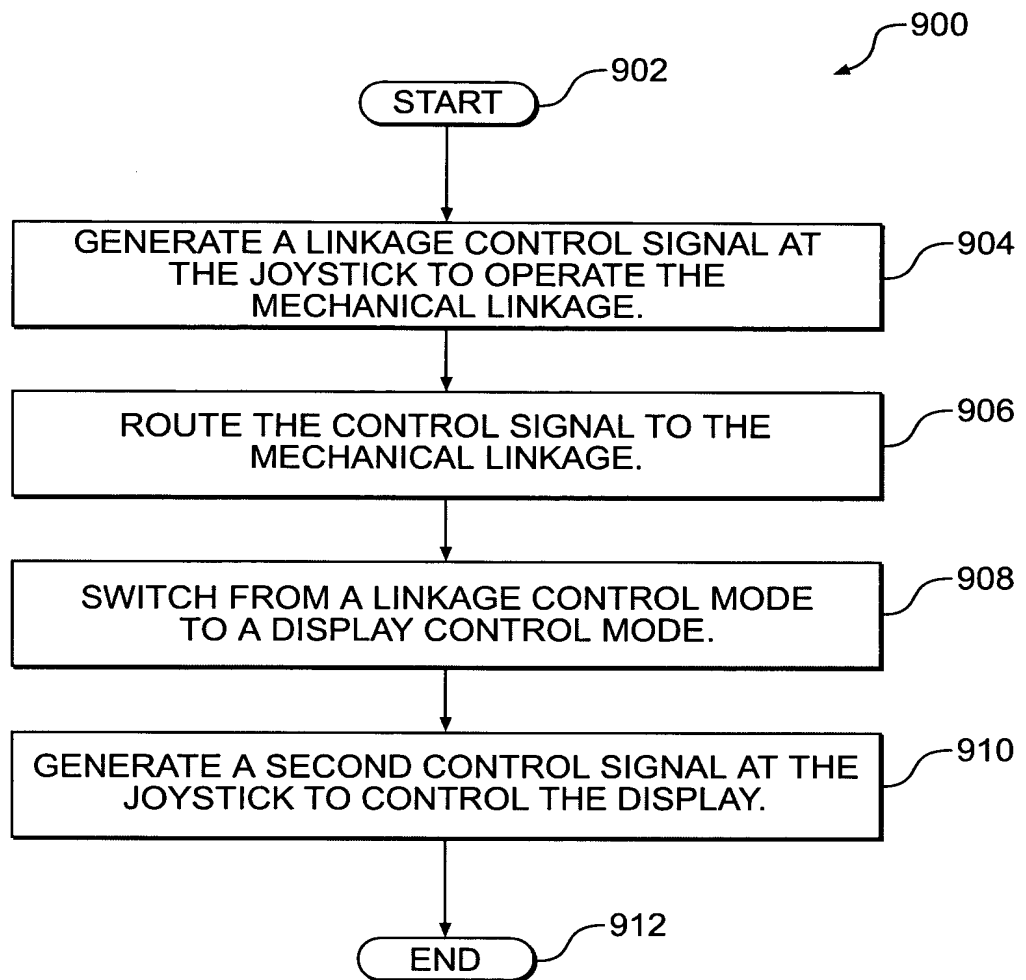 900
902
START
GENERATE A LINKAGE CONTROL SIGNAL AT
THE JOYSTICK TO OPERATE THE
MECHANICAL LINKAGE.
904
ROUTE THE CONTROL SIGNAL TO THE
MECHANICAL LINKAGE.
906
SWITCH FROM A LINKAGE CONTROL MODE
TO A DISPLAY CONTROL MODE.
908
GENERATE A SECOND CONTROL SIGNAL AT THE
JOYSTICK TO CONTROL THE DISPLAY.
910
912
END